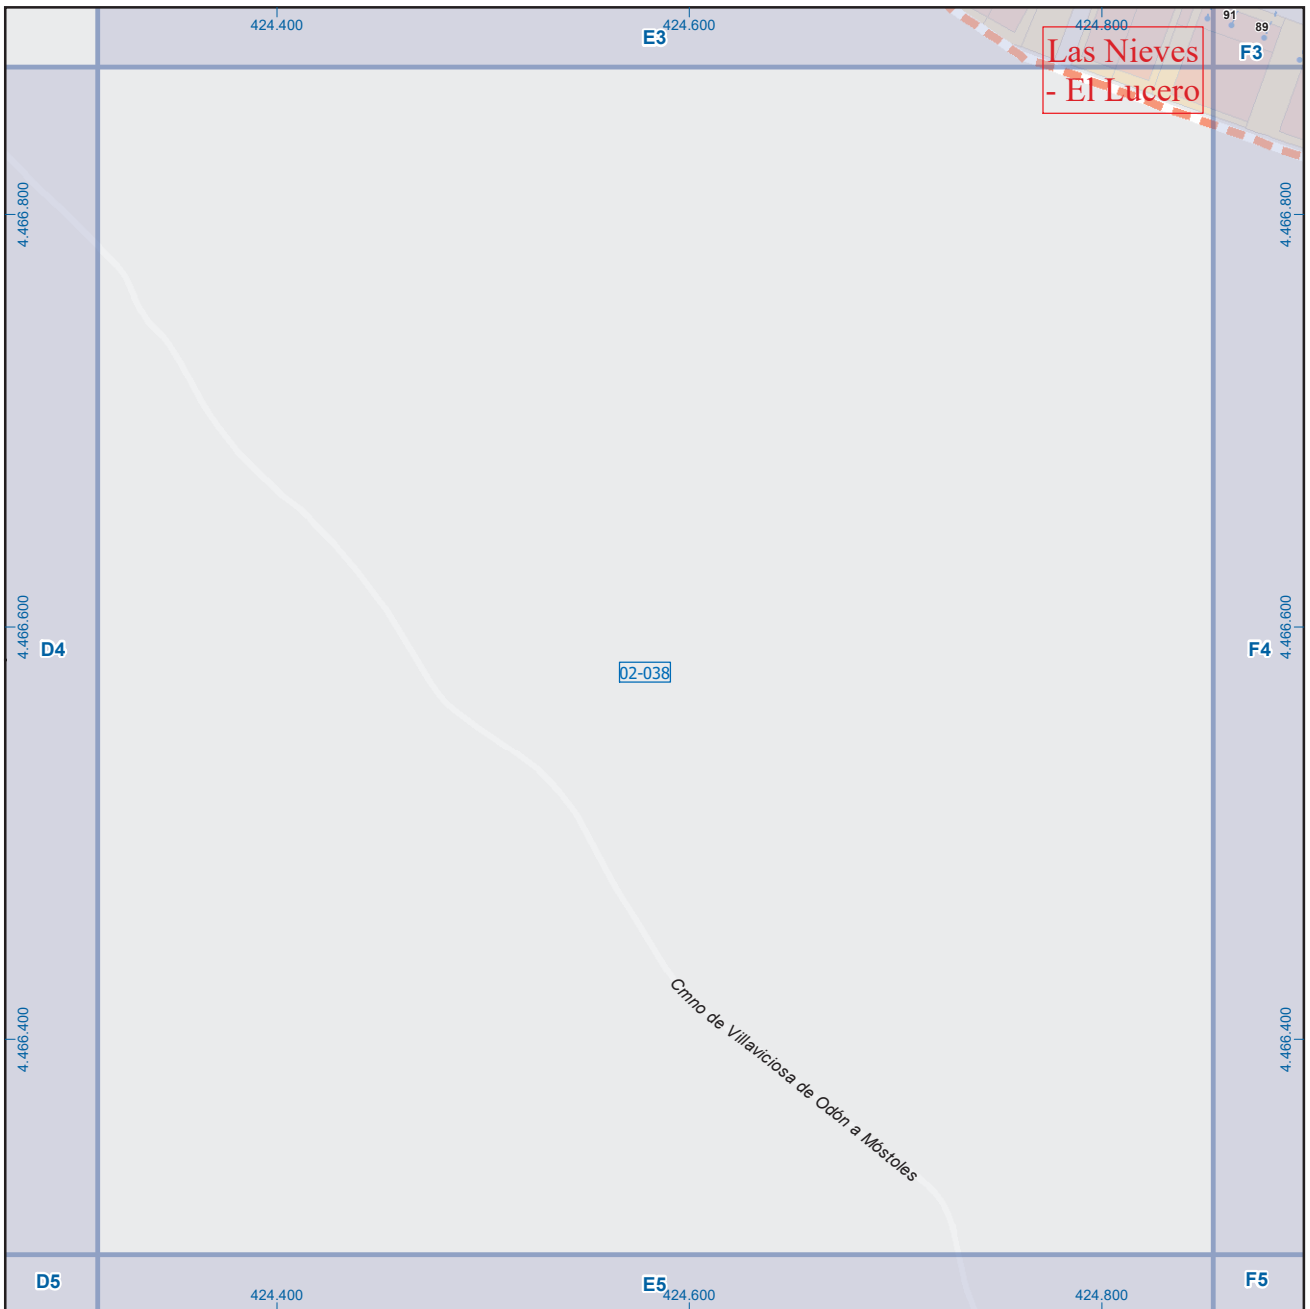 424.400
E3
424.600
424.800
91
89
F3
Las Nieves
- El Lucero
4.466.800
4.466.800
4.466.600
4.466.600
D4
F4
02-038
4.466.400
4.466.400
Cmno de Villaviciosa de Odón a Móstoles
D5
424.400
E5
424.600
424.800
F5